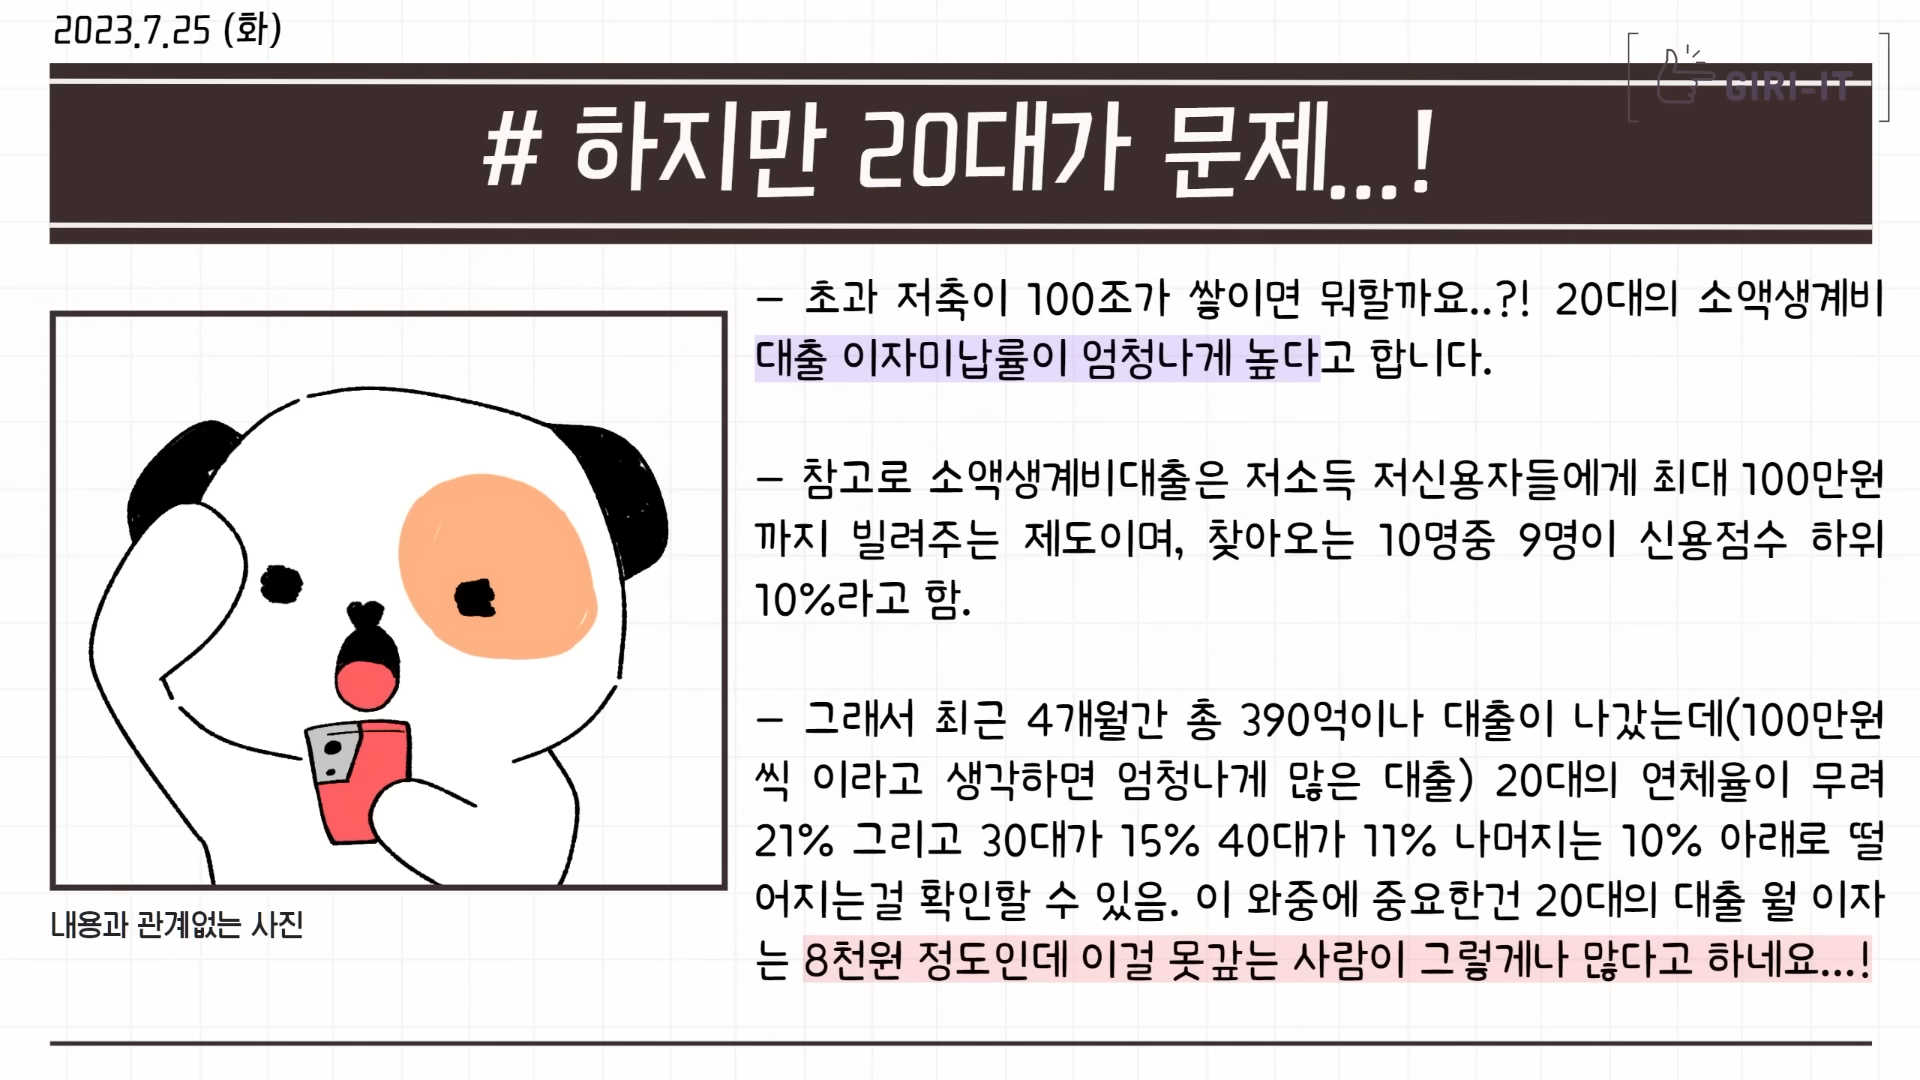 2023.7.25 (화)
GIRI-IT
# 하지만 20대가 문제...!
– 초과 저축이 100조가 쌓이면 뭐할까요..?! 20대의 소액생계비
대출 이자미납률이 엄청나게 높다고 합니다.
– 참고로 소액생계비대출은 저소득 저신용자들에게 최대 100만원
까지 빌려주는 제도이며, 찾아오는 10명중 9명이 신용점수 하위
10%라고 함.
– 그래서 최근 4개월간 총 390억이나 대출이 나갔는데(100만원
씩 이라고 생각하면 엄청나게 많은 대출) 20대의 연체율이 무려
21% 그리고 30대가 15% 40대가 11% 나머지는 10% 아래로 떨
어지는걸 확인할 수 있음. 이 와중에 중요한건 20대의 대출 월 이자
는 8천원 정도인데 이걸 못갚는 사람이 그렇게나 많다고 하네요...!
내용과 관계없는 사진